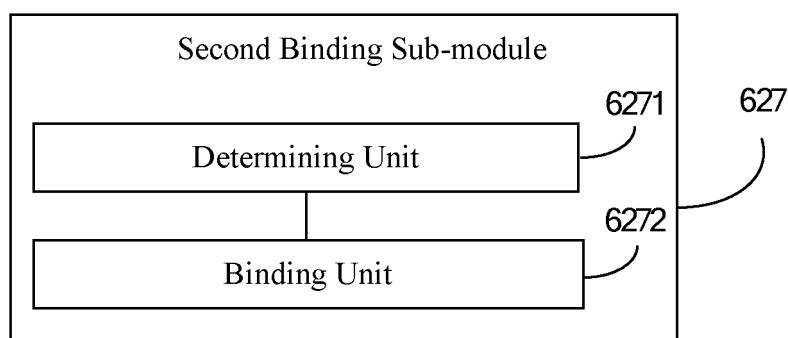 Second Binding Sub-module
6271
627
Determining Unit
6272
Binding Unit